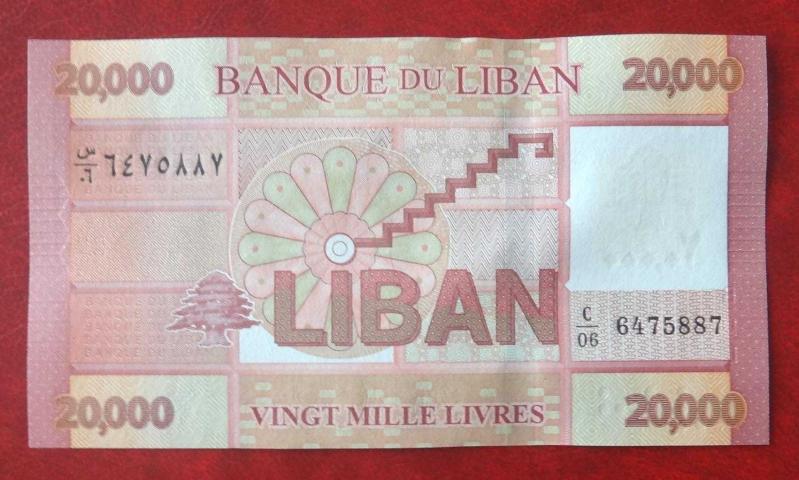 20,000 BANQUE DU LIBAN 20,000
٦٤٧٥٨٨٧
LIBAN
C/06 6475887
20,000 VINGT MILLE LIVRES 20,000